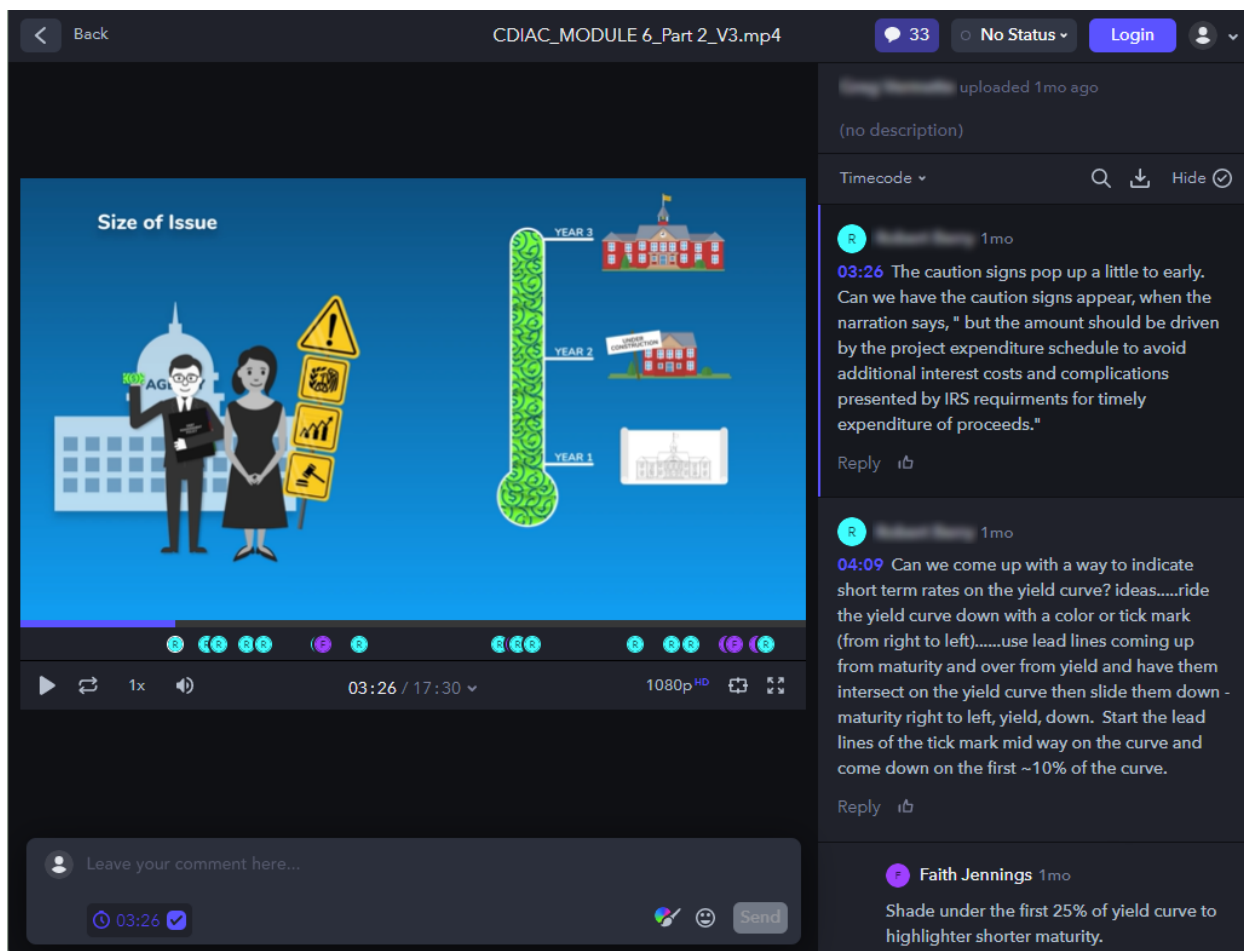 Back
CDIAC_MODULE 6_Part 2_V3.mp4
33
No Status
Login
uploaded 1mo ago
(no description)
Timecode
Hide
Size of Issue
YEAR 3
UNDER
CONSTRUCTION
YEAR 2
YEAR 1
R
1mo
03:26 The caution signs pop up a little to early.
Can we have the caution signs appear, when the
narration says, " but the amount should be driven
by the project expenditure schedule to avoid
additional interest costs and complications
presented by IRS requirments for timely
expenditure of proceeds."
Reply
R
1mo
04:09 Can we come up with a way to indicate
short term rates on the yield curve? ideas.....ride
the yield curve down with a color or tick mark
(from right to left)......use lead lines coming up
from maturity and over from yield and have them
intersect on the yield curve then slide them down -
maturity right to left, yield, down.  Start the lead
lines of the tick mark mid way on the curve and
come down on the first ~10% of the curve.
Reply
F
Faith Jennings 1mo
Shade under the first 25% of yield curve to
highlighter shorter maturity.
R R R R R F R R R R R R R F R
1x
03:26 / 17:30
1080p HD
Leave your comment here...
03:26
Send